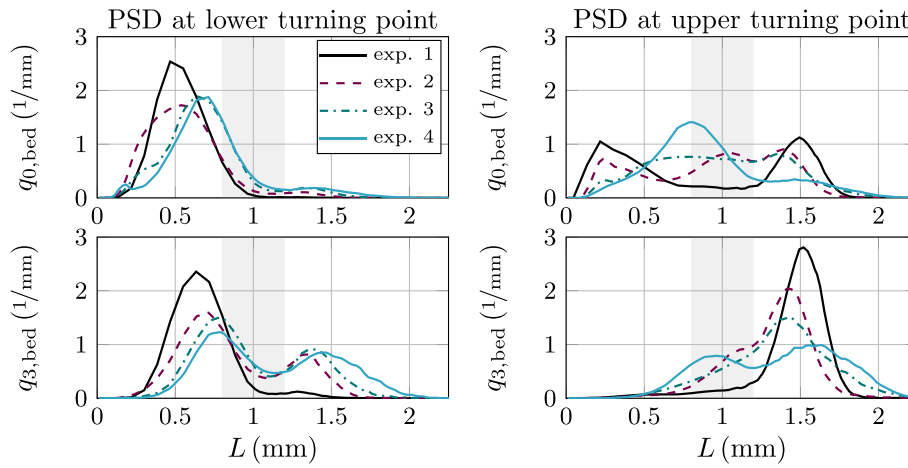 PSD at lower turning point
PSD at upper turning point
q0,bed (1/mm)
3
2
1
0
0 0.5 1 1.5 2
exp. 1
exp. 2
exp. 3
exp. 4
q0,bed (1/mm)
3
2
1
0
0 0.5 1 1.5 2
q3,bed (1/mm)
3
2
1
0
0 0.5 1 1.5 2
L (mm)
q3,bed (1/mm)
3
2
1
0
0 0.5 1 1.5 2
L (mm)